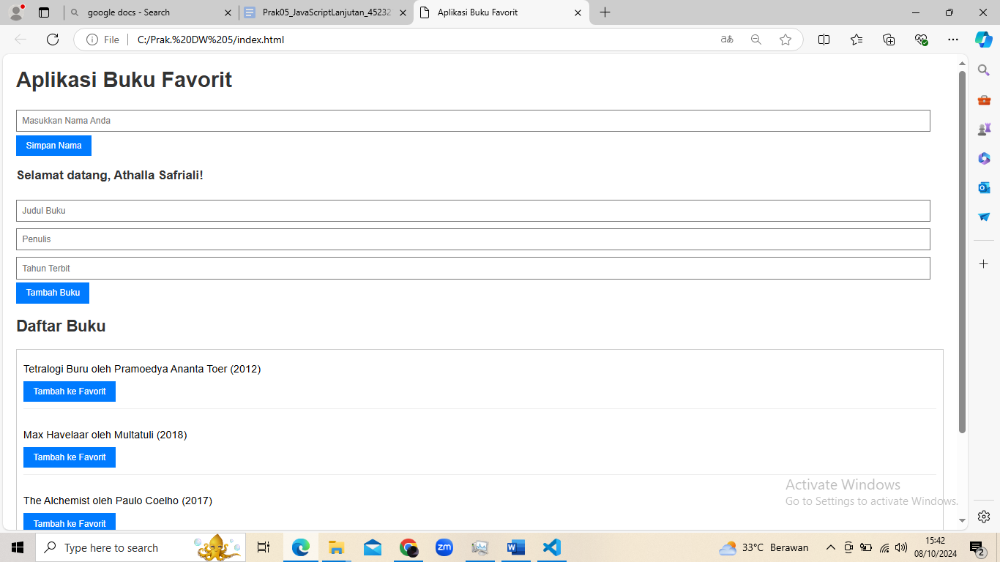 google docs - Search
Prak05_JavaScriptLanjutan_45232
Aplikasi Buku Favorit
File
C:/Prak.%20DW%205/index.html
Aplikasi Buku Favorit
Masukkan Nama Anda
Simpan Nama
Selamat datang, Athalla Safriali!
Judul Buku
Penulis
Tahun Terbit
Tambah Buku
Daftar Buku
Tetralogi Buru oleh Pramoedya Ananta Toer (2012)
Tambah ke Favorit
Max Havelaar oleh Multatuli (2018)
Tambah ke Favorit
The Alchemist oleh Paulo Coelho (2017)
Tambah ke Favorit
Activate Windows
Go to Settings to activate Windows.
Type here to search
zm
33°C Berawan
15:42
08/10/2024
2